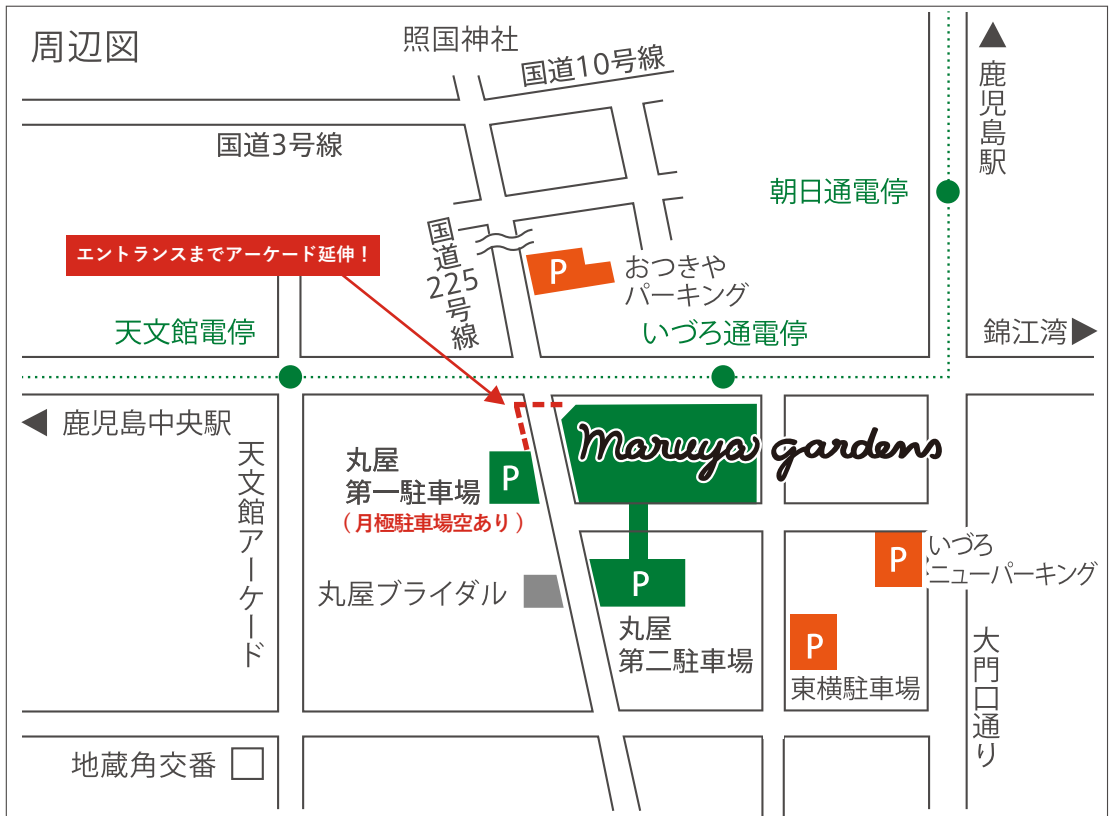 周辺図
照国神社
国道10号線
国道3号線
鹿児島駅
朝日通電停
エントランスまでアーケード延伸！
国道225号線
P
おつきや
パーキング
天文館電停
いづろ通電停
錦江湾
鹿児島中央駅
天文館アーケード
丸屋
第一駐車場
（月極駐車場空あり）
P
Maruya gardens
丸屋ブライダル
P
丸屋
第二駐車場
P
いづろ
ニューパーキング
P
東横駐車場
大門口通り
地蔵角交番